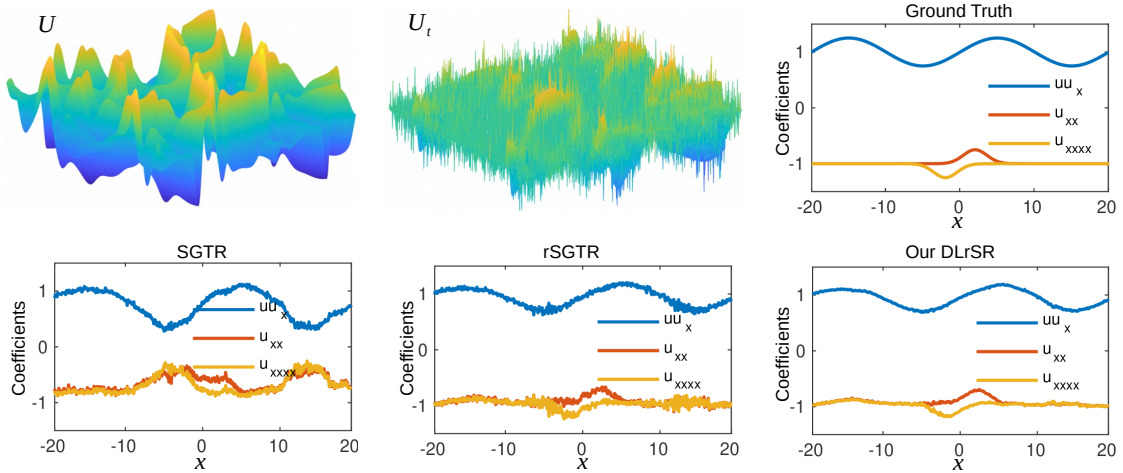 U
U_t
Ground Truth
Coefficients
1
0
-1
uu_x
u_xx
u_xxxx
-20
-10
0
10
20
x
SGTR
Coefficients
1
0
-1
uu_x
u_xx
u_xxxx
-20
-10
0
10
20
x
rSGTR
Coefficients
1
0
-1
uu_x
u_xx
u_xxxx
-20
-10
0
10
20
x
Our DLrSR
Coefficients
1
0
-1
uu_x
u_xx
u_xxxx
-20
-10
0
10
20
x